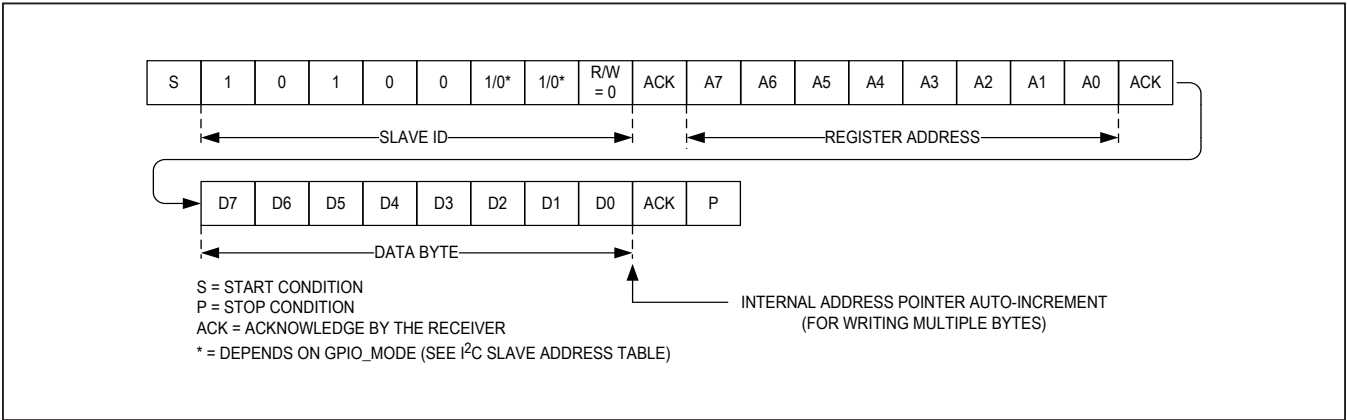 S 1 0 1 0 0 1/0* 1/0* R/W = 0 ACK A7 A6 A5 A4 A3 A2 A1 A0 ACK
SLAVE ID REGISTER ADDRESS
D7 D6 D5 D4 D3 D2 D1 D0 ACK P
DATA BYTE
S = START CONDITION
P = STOP CONDITION
ACK = ACKNOWLEDGE BY THE RECEIVER
* = DEPENDS ON GPIO_MODE (SEE I²C SLAVE ADDRESS TABLE)
INTERNAL ADDRESS POINTER AUTO-INCREMENT
(FOR WRITING MULTIPLE BYTES)